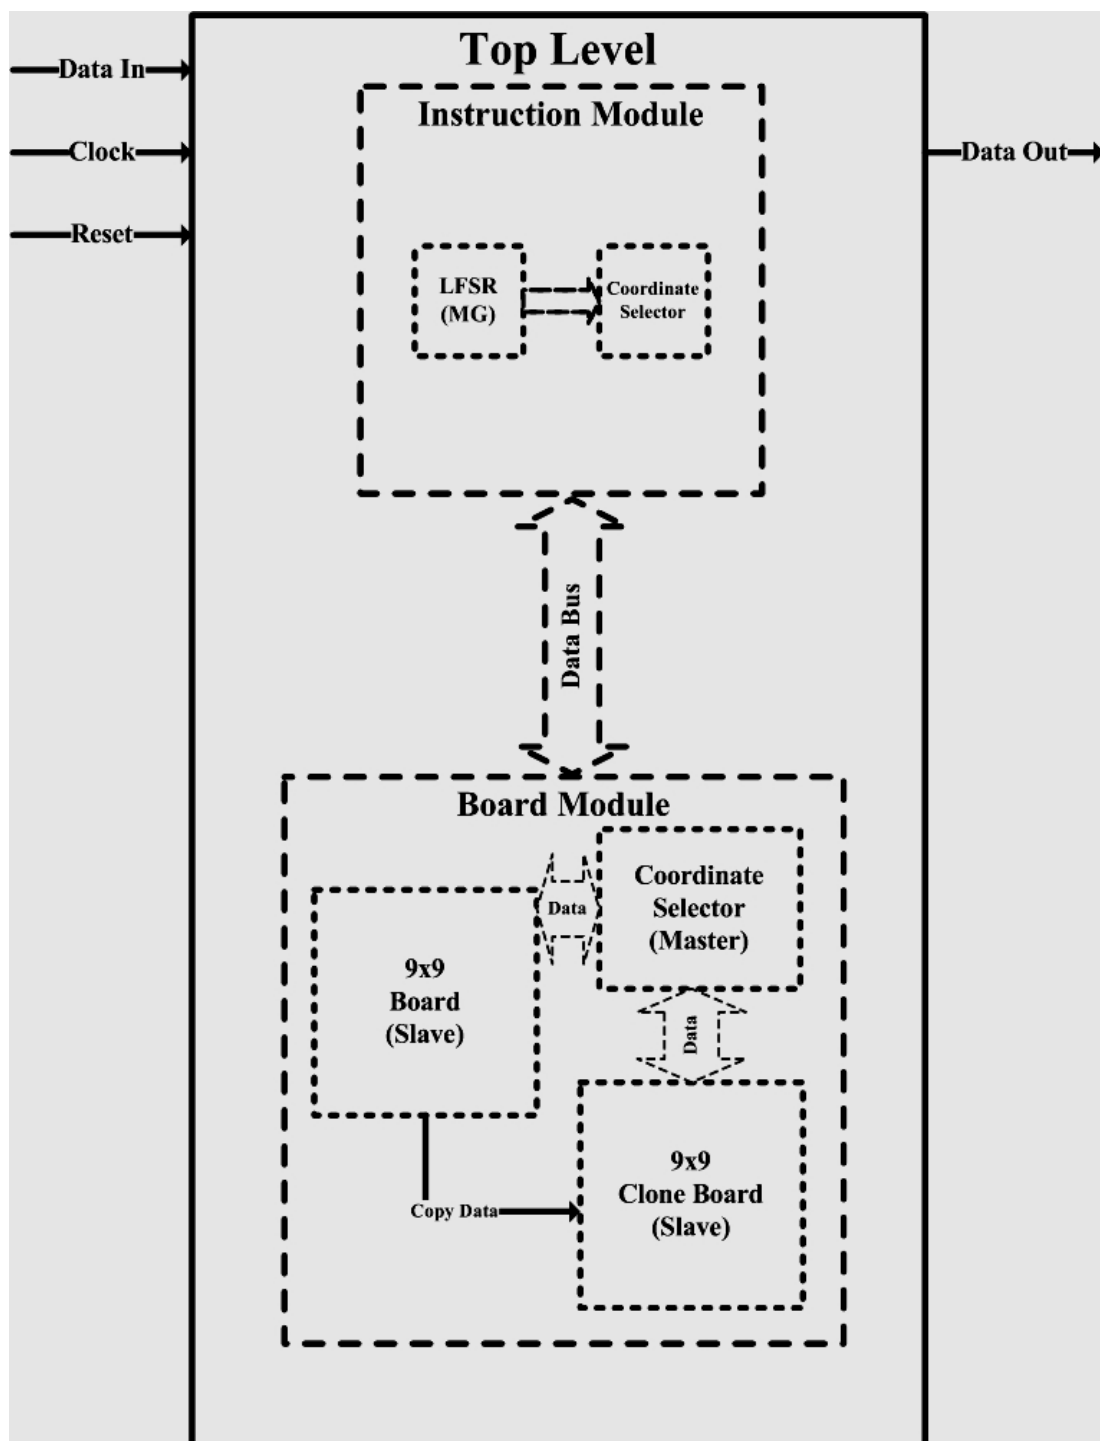 Top Level
Data In
Instruction Module
Clock
Data Out
Reset
LFSR
(MG)
Coordinate
Selector
Data Bus
Board Module
Coordinate
Selector
(Master)
Data
9x9
Board
(Slave)
Data
9x9
Clone Board
(Slave)
Copy Data